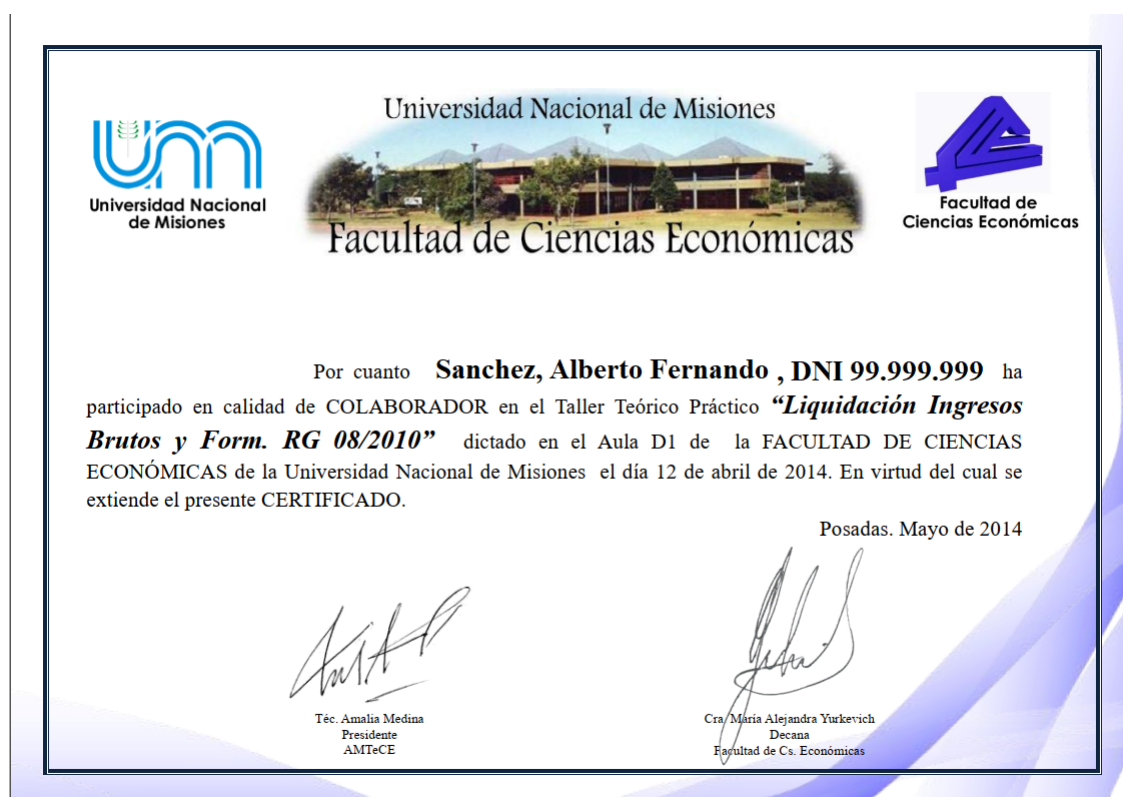 Universidad Nacional de Misiones
Facultad de Ciencias Económicas
Universidad Nacional
de Misiones
Facultad de
Ciencias Económicas
Por cuanto Sanchez, Alberto Fernando , DNI 99.999.999 ha
participado en calidad de COLABORADOR en el Taller Teórico Práctico “Liquidación Ingresos
Brutos y Form. RG 08/2010” dictado en el Aula D1 de la FACULTAD DE CIENCIAS
ECONÓMICAS de la Universidad Nacional de Misiones el día 12 de abril de 2014. En virtud del cual se
extiende el presente CERTIFICADO.
Posadas. Mayo de 2014
Téc. Amalia Medina
Presidente
AMTeCE
Cra. María Alejandra Yurkevich
Decana
Facultad de Cs. Económicas